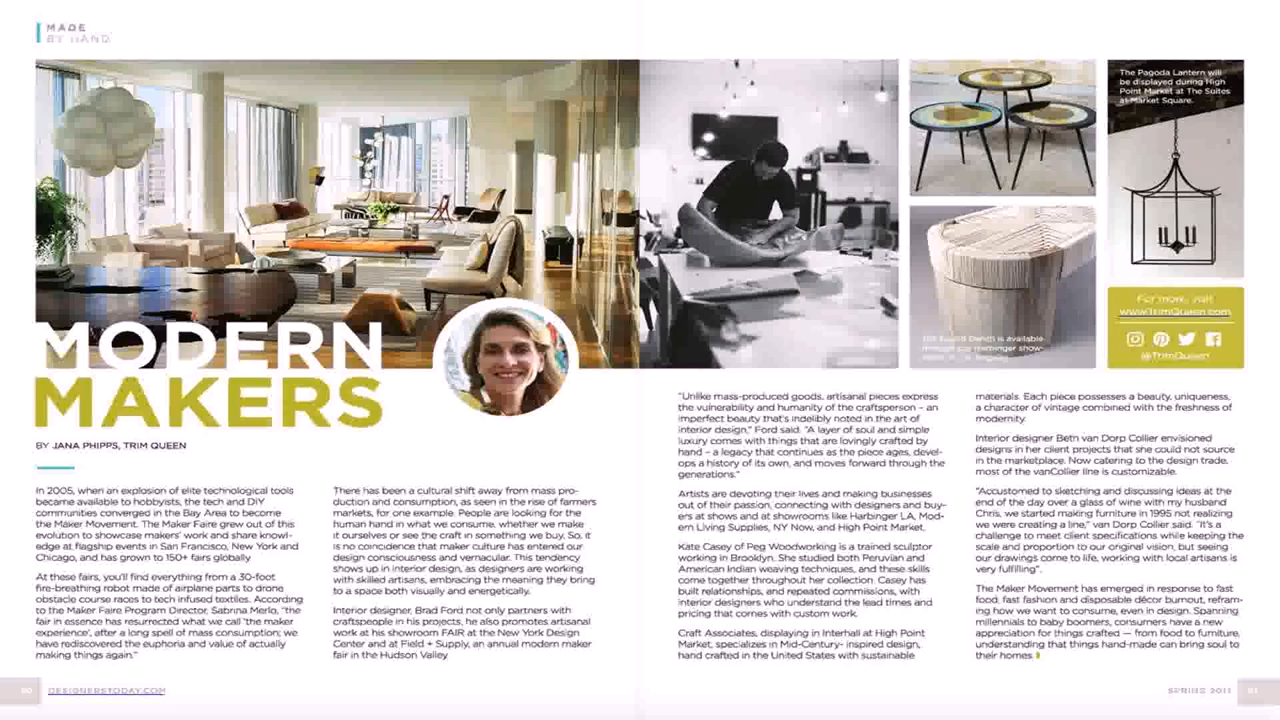 MADE
BY HAND
The Pagoda Lantern will
be displayed during High
Point Market at The Suites
at Market Square.
is available
For more, visit
www.TrimQueen.com
@TrimQueen
MODERN
MAKERS
BY JANA PHIPPS, TRIM QUEEN
In 2005, when an explosion of elite technological tools
became available to hobbyists, the tech and DIY
communities converged in the Bay Area to become
the Maker Movement. The Maker Faire grew out of this
evolution to showcase makers' work and share knowl-
edge at flagship events in San Francisco, New York and
Chicago, and has grown to 150+ fairs globally
At these fairs, you'll find everything from a 30-foot
fire-breathing robot made of airplane parts to drone
obstacle course races to tech infused textiles. According
to the Maker Faire Program Director, Sabrina Merlo, "the
fair in essence has resurrected what we call 'the maker
experience', after a long spell of mass consumption; we
have rediscovered the euphoria and value of actually
making things again."
There has been a cultural shift away from mass pro-
duction and consumption, as seen in the rise of farmers
markets, for one example. People are looking for the
human hand in what we consume, whether we make
it ourselves or see the craft in something we buy. So, it
is no coincidence that maker culture has entered our
design consciousness and vernacular. This tendency
shows up in interior design, as designers are working
with skilled artisans, embracing the meaning they bring
to a space both visually and energetically.
Interior designer, Brad Ford not only partners with
craftspeople in his projects, he also promotes artisanal
work at his showroom FAIR at the New York Design
Center and at Field + Supply, an annual modern maker
fair in the Hudson Valley
"Unlike mass-produced goods, artisanal pieces express
the vulnerability and humanity of the craftsperson – an
imperfect beauty that's indelibly noted in the art of
interior design," Ford said. "A layer of soul and simple
luxury comes with things that are lovingly crafted by
hand – a legacy that continues as the piece ages, devel-
ops a history of its own, and moves forward through the
generations."
Artists are devoting their lives and making businesses
out of their passion, connecting with designers and buy-
ers at shows and at showrooms like Harbinger LA, Mod-
ern Living Supplies, NY Now, and High Point Market.
Kate Casey of Peg Woodworking is a trained sculptor
working in Brooklyn. She studied both Peruvian and
American Indian weaving techniques, and these skills
come together throughout her collection. Casey has
built relationships, and repeated commissions, with
interior designers who understand the lead times and
pricing that comes with custom work.
Craft Associates, displaying in Interhall at High Point
Market, specializes in Mid-Century- inspired design,
hand crafted in the United States with sustainable
materials. Each piece possesses a beauty, uniqueness,
a character of vintage combined with the freshness of
modernity.
Interior designer Beth van Dorp Collier envisioned
designs in her client projects that she could not source
in the marketplace. Now catering to the design trade,
most of the vanCollier line is customizable.
"Accustomed to sketching and discussing ideas at the
end of the day over a glass of wine with my husband
Chris, we started making furniture in 1995 not realizing
we were creating a line," van Dorp Collier said. "It's a
challenge to meet client specifications while keeping the
scale and proportion to our original vision, but seeing
our drawings come to life, working with local artisans is
very fulfilling".
The Maker Movement has emerged in response to fast
food, fast fashion and disposable décor burnout, refram-
ing how we want to consume, even in design. Spanning
millennials to baby boomers, consumers have a new
appreciation for things crafted — from food to furniture,
understanding that things hand-made can bring soul to
their homes.
DESIGNERSTODAY.COM
SPRING